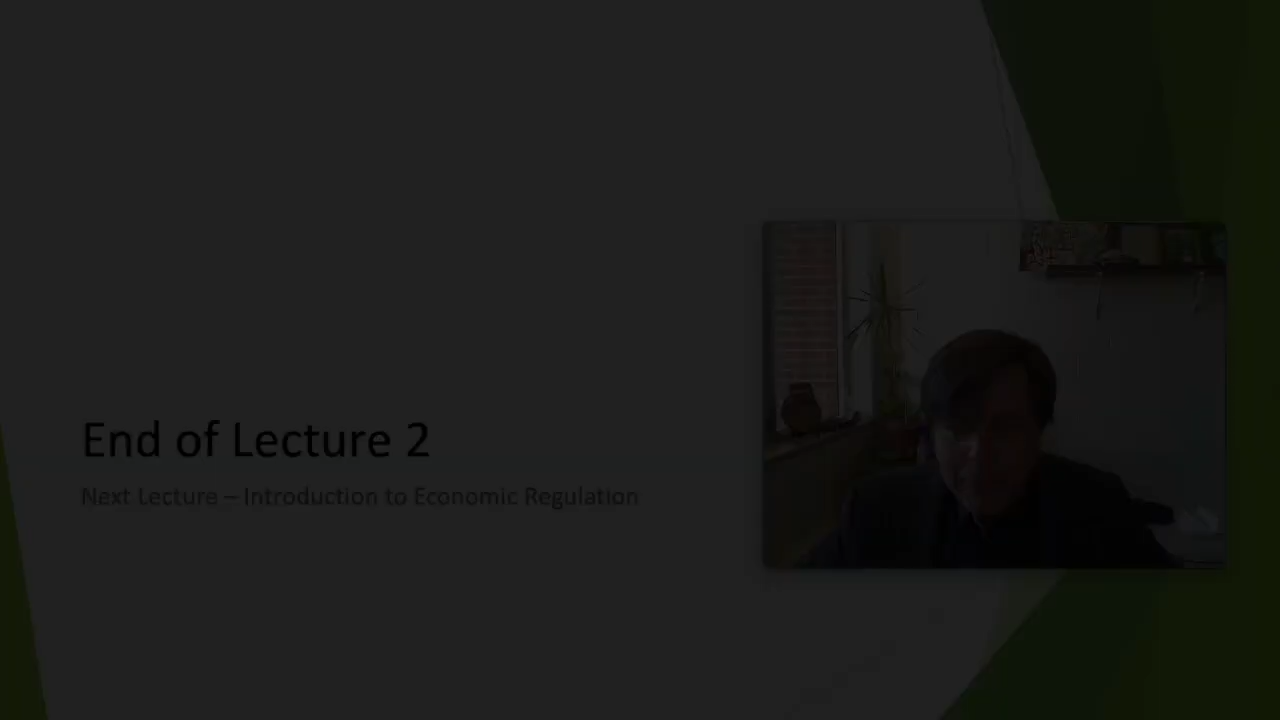 End of Lecture 2
Next Lecture – Introduction to Economic Regulation